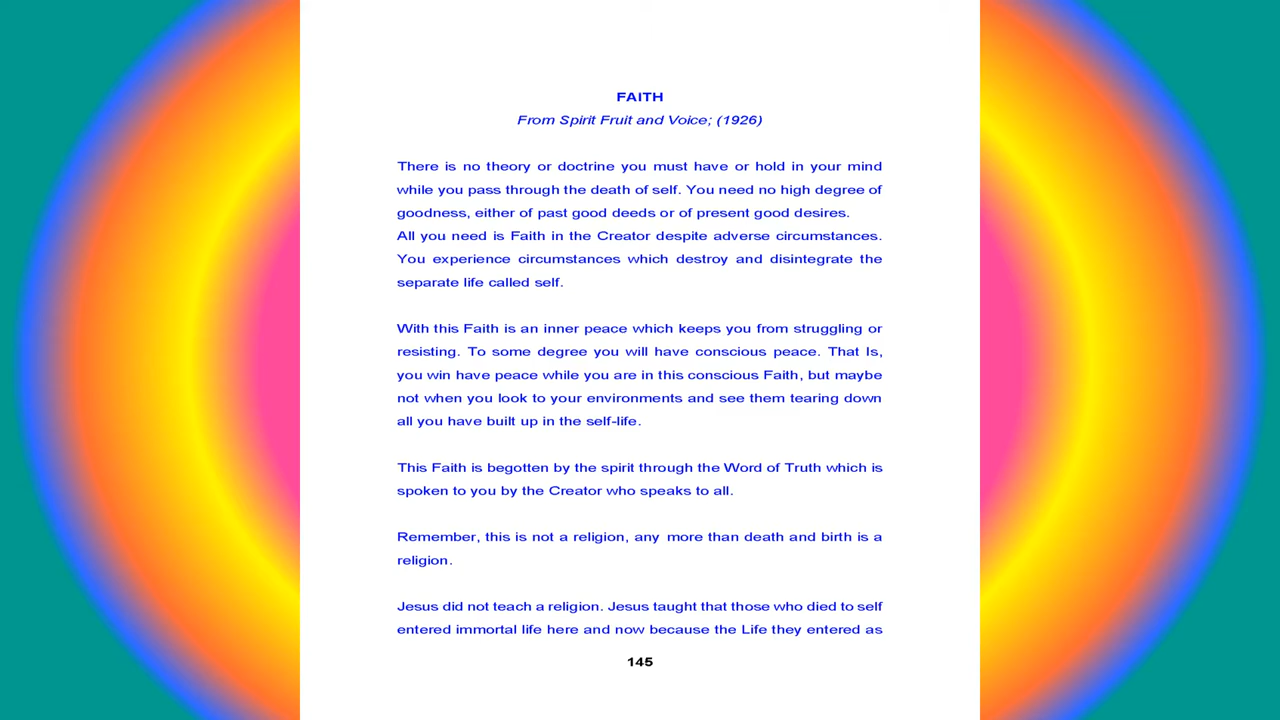 FAITH
From Spirit Fruit and Voice; (1926)
There is no theory or doctrine you must have or hold in your mind
while you pass through the death of self. You need no high degree of
goodness, either of past good deeds or of present good desires.
All you need is Faith in the Creator despite adverse circumstances.
You experience circumstances which destroy and disintegrate the
separate life called self.
With this Faith is an inner peace which keeps you from struggling or
resisting. To some degree you will have conscious peace. That Is,
you win have peace while you are in this conscious Faith, but maybe
not when you look to your environments and see them tearing down
all you have built up in the self-life.
This Faith is begotten by the spirit through the Word of Truth which is
spoken to you by the Creator who speaks to all.
Remember, this is not a religion, any more than death and birth is a
religion.
Jesus did not teach a religion. Jesus taught that those who died to self
entered immortal life here and now because the Life they entered as
145